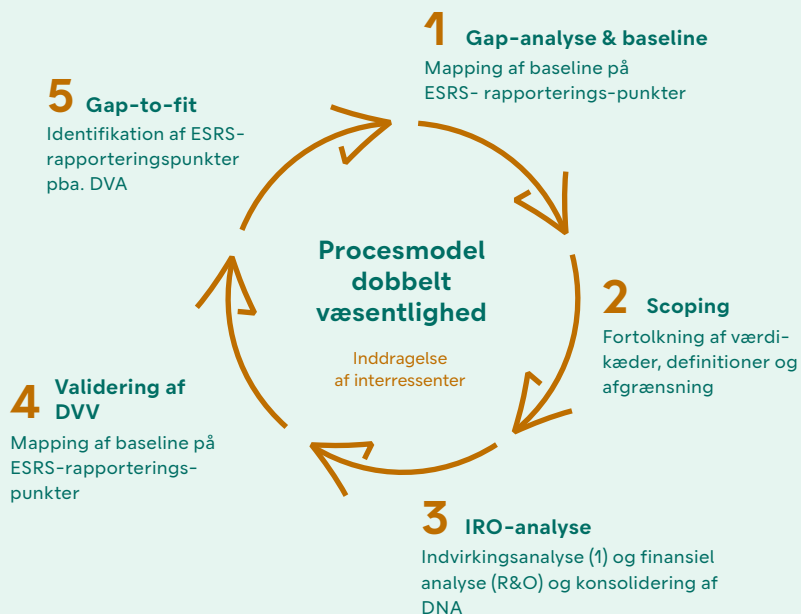 1 Gap-analyse & baseline
Mapping af baseline på
ESRS- rapporterings-punkter
5 Gap-to-fit
Identifikation af ESRS-
rapporteringspunkter
pba. DVA
Procesmodel
dobbelt
væsentlighed
Inddragelse
af interressenter
2 Scoping
Fortolkning af værdi-
kæder, definitioner og
afgrænsning
4 Validering af
DVV
Mapping af baseline på
ESRS-rapporterings-
punkter
3 IRO-analyse
Indvirkingsanalyse (1) og finansiel
analyse (R&O) og konsolidering af
DNA